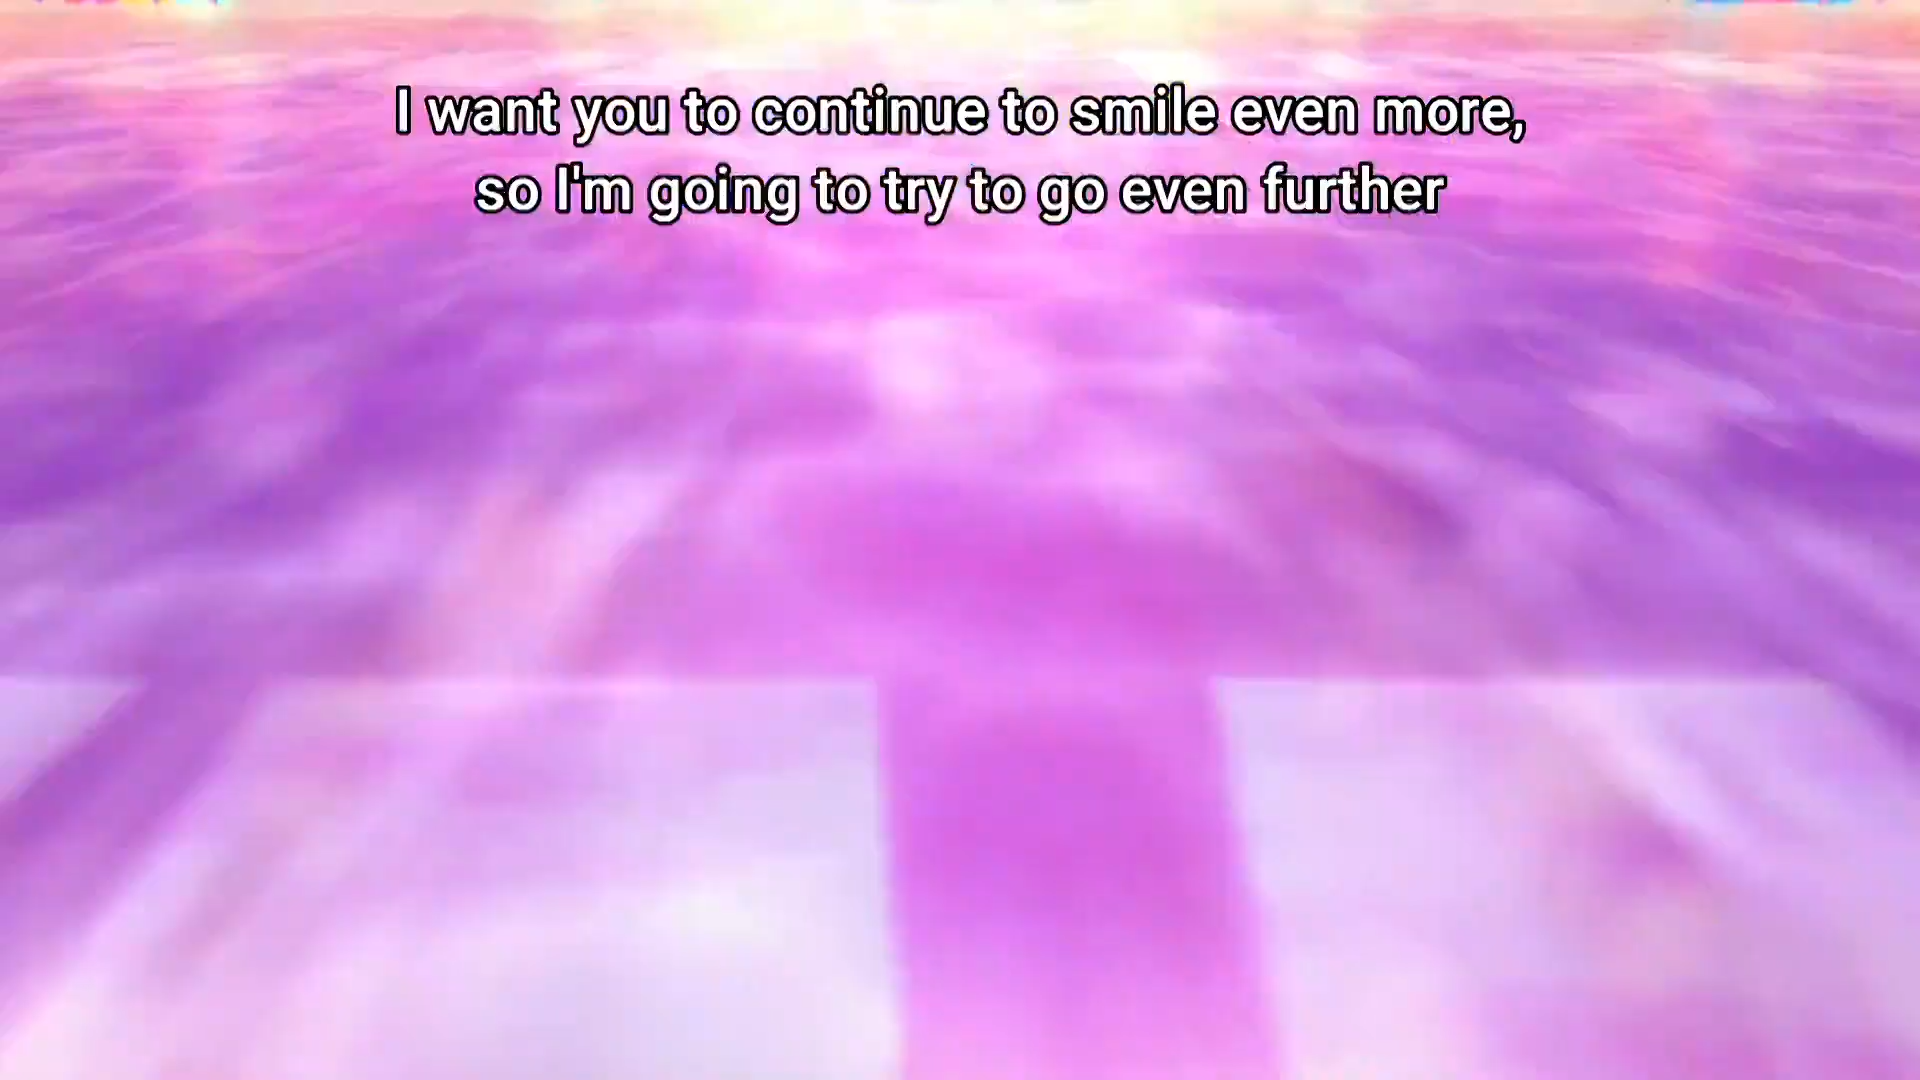 I want you to continue to smile even more,
so I'm going to try to go even further